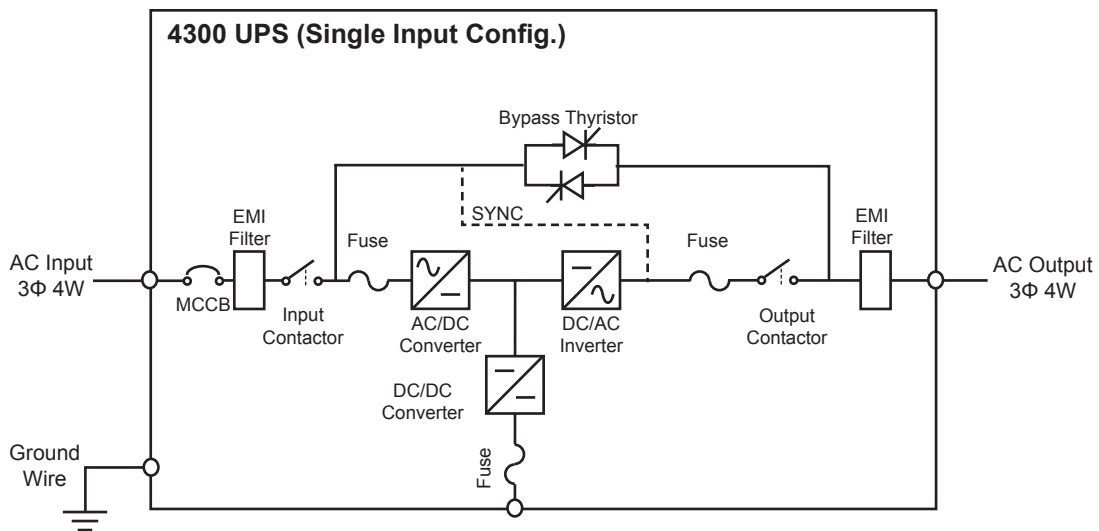 4300 UPS (Single Input Config.)
Bypass Thyristor
SYNC
EMI
Filter
Fuse
Fuse
EMI
Filter
AC Input
3Φ 4W
MCCB
Input
Contactor
AC/DC
Converter
DC/AC
Inverter
Output
Contactor
AC Output
3Φ 4W
DC/DC
Converter
Fuse
Ground
Wire